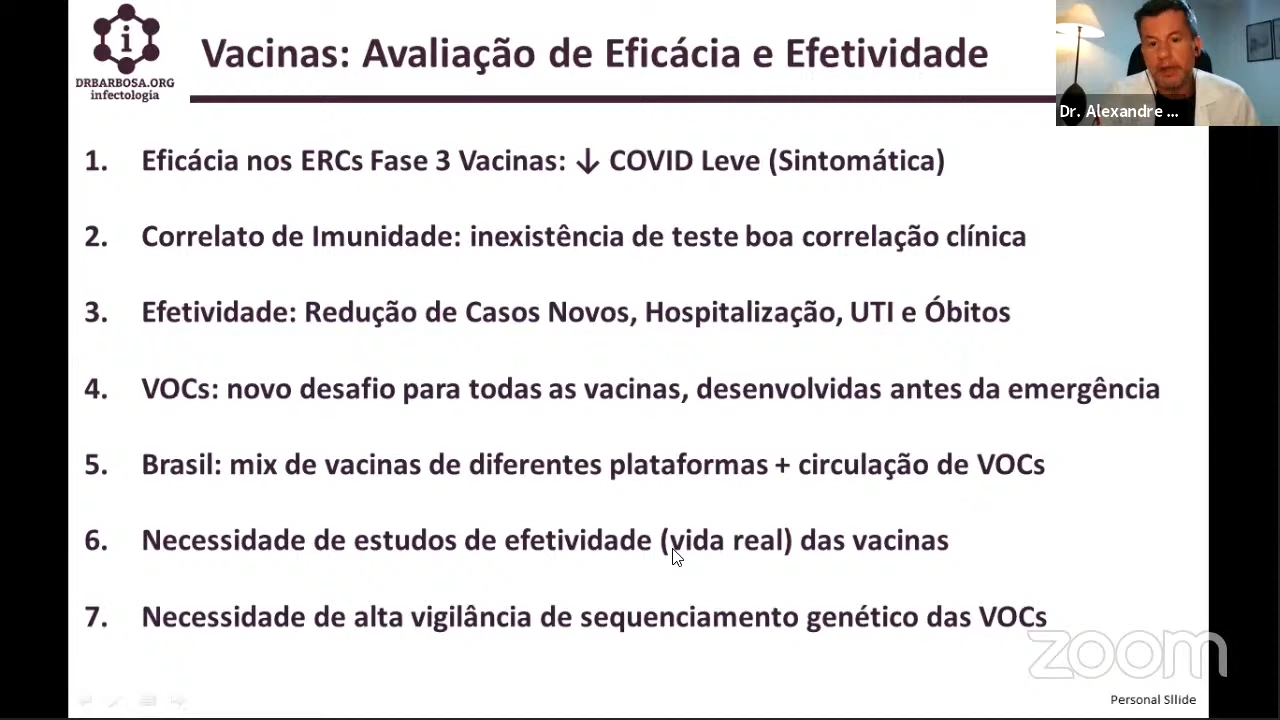 i
DRBARBOSA.ORG
infectologia
Vacinas: Avaliação de Eficácia e Efetividade
Dr. Alexandre ...
1. Eficácia nos ERCs Fase 3 Vacinas: ↓ COVID Leve (Sintomática)
2. Correlato de Imunidade: inexistência de teste boa correlação clínica
3. Efetividade: Redução de Casos Novos, Hospitalização, UTI e Óbitos
4. VOCs: novo desafio para todas as vacinas, desenvolvidas antes da emergência
5. Brasil: mix de vacinas de diferentes plataformas + circulação de VOCs
6. Necessidade de estudos de efetividade (vida real) das vacinas
7. Necessidade de alta vigilância de sequenciamento genético das VOCs
zoom
Personal Sllide